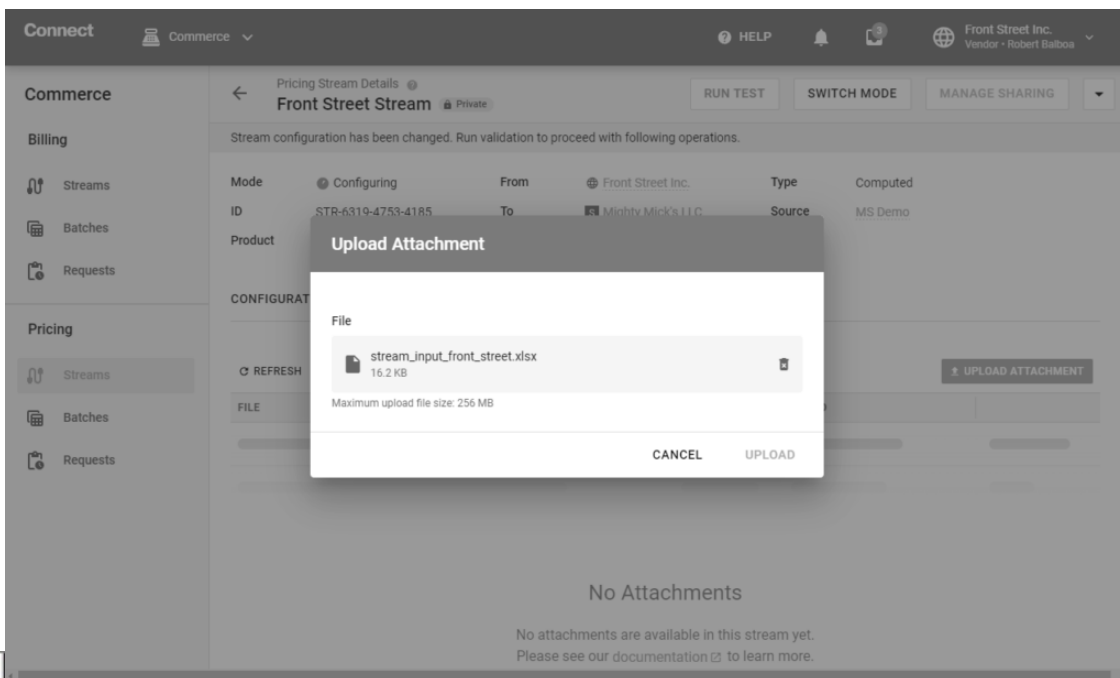 Connect
Commerce
HELP
3
Front Street Inc.
Vendor • Robert Balboa
Commerce
Billing
Streams
Batches
Requests
Pricing
Streams
Batches
Requests
Pricing Stream Details
Front Street Stream Private
RUN TEST
SWITCH MODE
MANAGE SHARING
Stream configuration has been changed. Run validation to proceed with following operations.
Mode Configuring From Front Street Inc. Type Computed
ID STR-6319-4753-4185 To Mighty Mick's LLC Source MS Demo
Product
CONFIGURAT
REFRESH
UPLOAD ATTACHMENT
FILE
Upload Attachment
File
stream_input_front_street.xlsx
16.2 KB
Maximum upload file size: 256 MB
CANCEL UPLOAD
No Attachments
No attachments are available in this stream yet.
Please see our documentation to learn more.